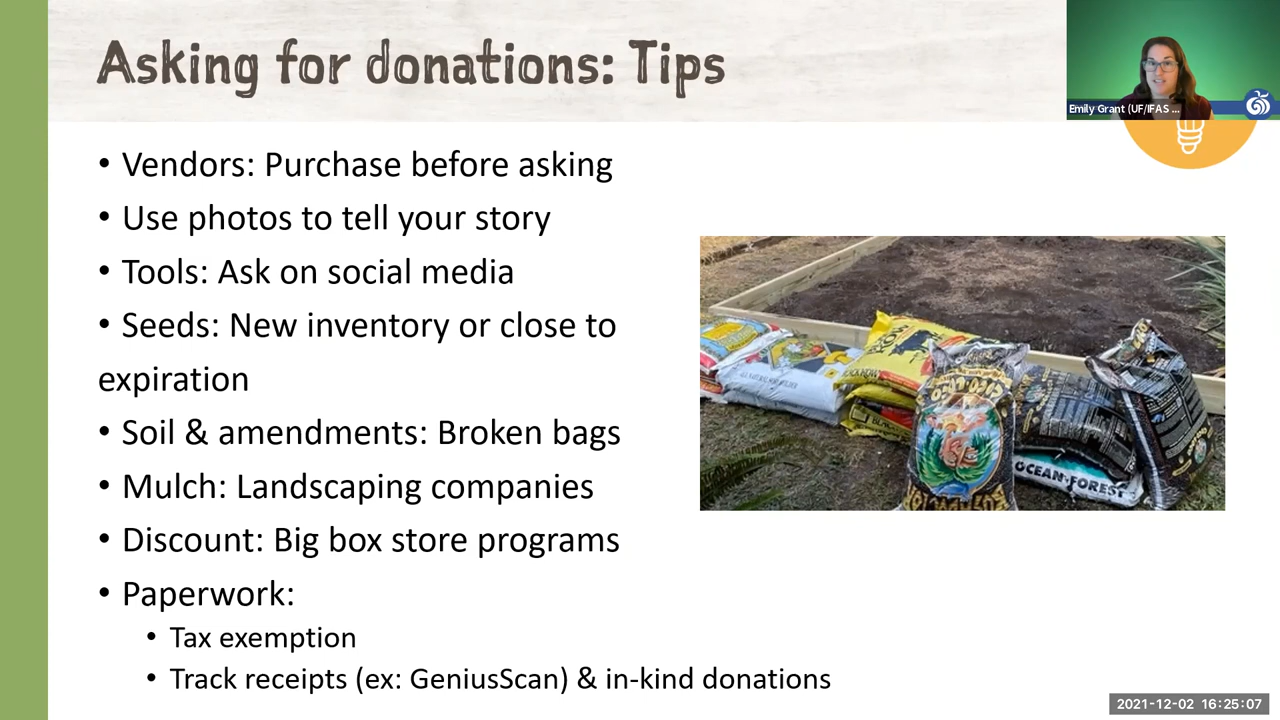 Asking for donations: Tips
Emily Grant (UF/IFAS ...
• Vendors: Purchase before asking
• Use photos to tell your story
• Tools: Ask on social media
• Seeds: New inventory or close to
expiration
• Soil & amendments: Broken bags
• Mulch: Landscaping companies
• Discount: Big box store programs
• Paperwork:
• Tax exemption
• Track receipts (ex: GeniusScan) & in-kind donations
OCEAN FOREST
2021-12-02 16:25:07